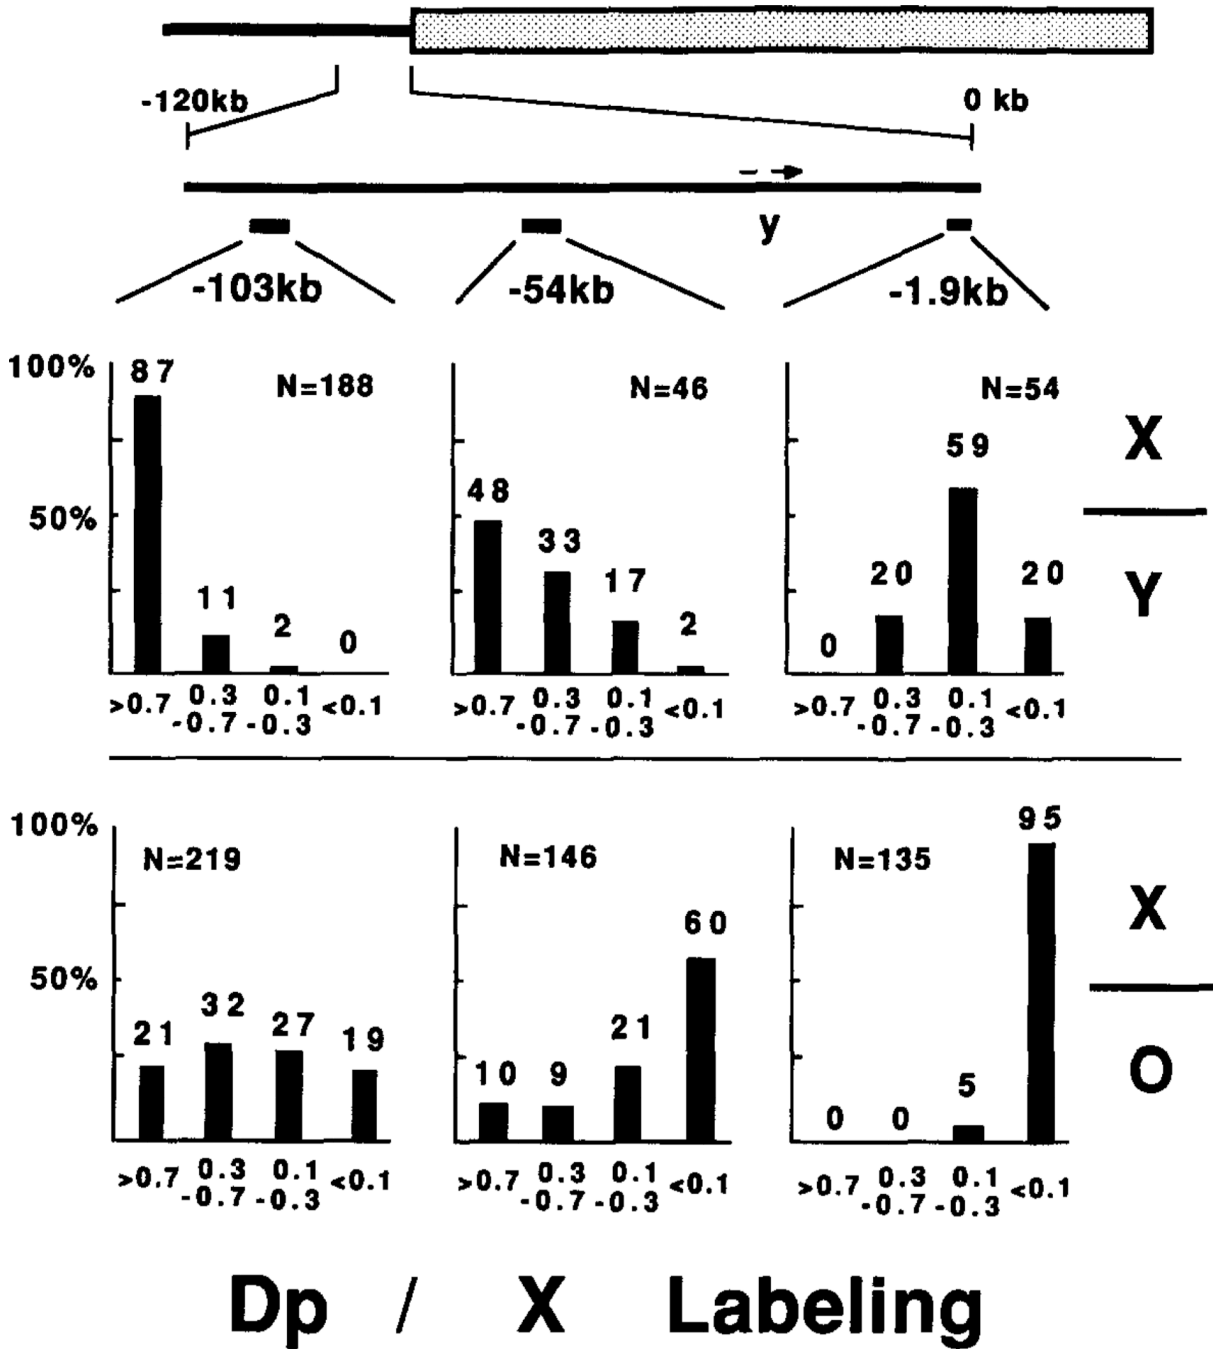 -120kb 0 kb
y
-103kb -54kb -1.9kb
100% 87 N=188 N=46 N=54
X
59
48
50% 33
20 20
11 17 Y
2 0 2 0
>0.7 0.3 0.1 <0.1 >0.7 0.3 0.1 <0.1 >0.7 0.3 0.1 <0.1
-0.7 -0.3 -0.7 -0.3 -0.7 -0.3
100% 95
N=219 N=146 N=135
X
60
50%
32
21 27 19 21
10 9 5 O
0 0
>0.7 0.3 0.1 <0.1 >0.7 0.3 0.1 <0.1 >0.7 0.3 0.1 <0.1
-0.7 -0.3 -0.7 -0.3 -0.7 -0.3
Dp / X Labeling